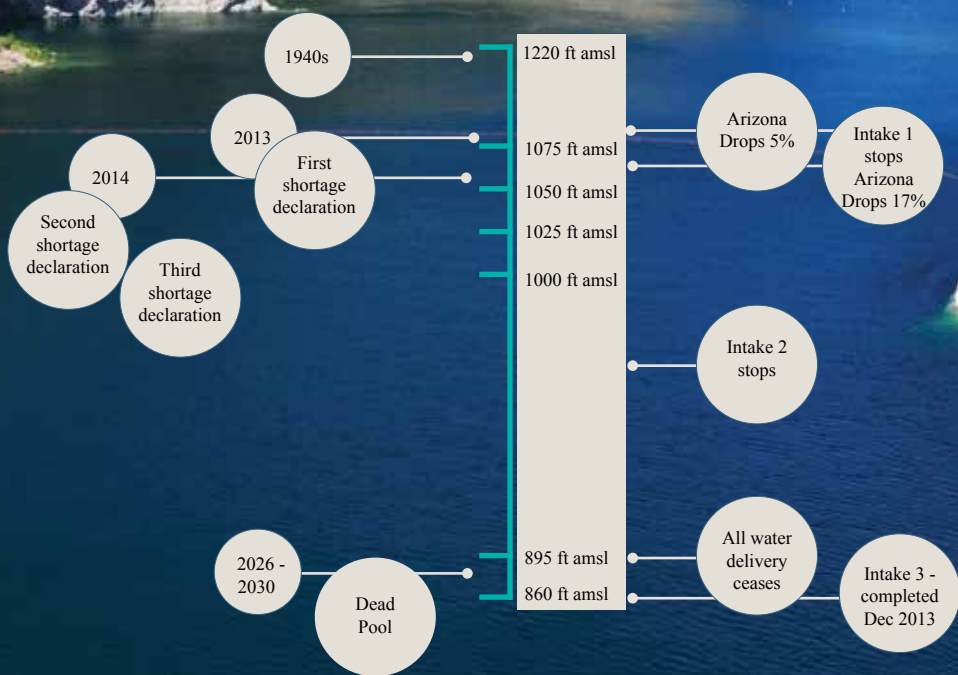 1940s
2013
First
shortage
declaration
2014
Second
shortage
declaration
Third
shortage
declaration
2026 -
2030
Dead
Pool
1220 ft amsl
1075 ft amsl
1050 ft amsl
1025 ft amsl
1000 ft amsl
895 ft amsl
860 ft amsl
Arizona
Drops 5%
Intake 1
stops
Arizona
Drops 17%
Intake 2
stops
All water
delivery
ceases
Intake 3 -
completed
Dec 2013